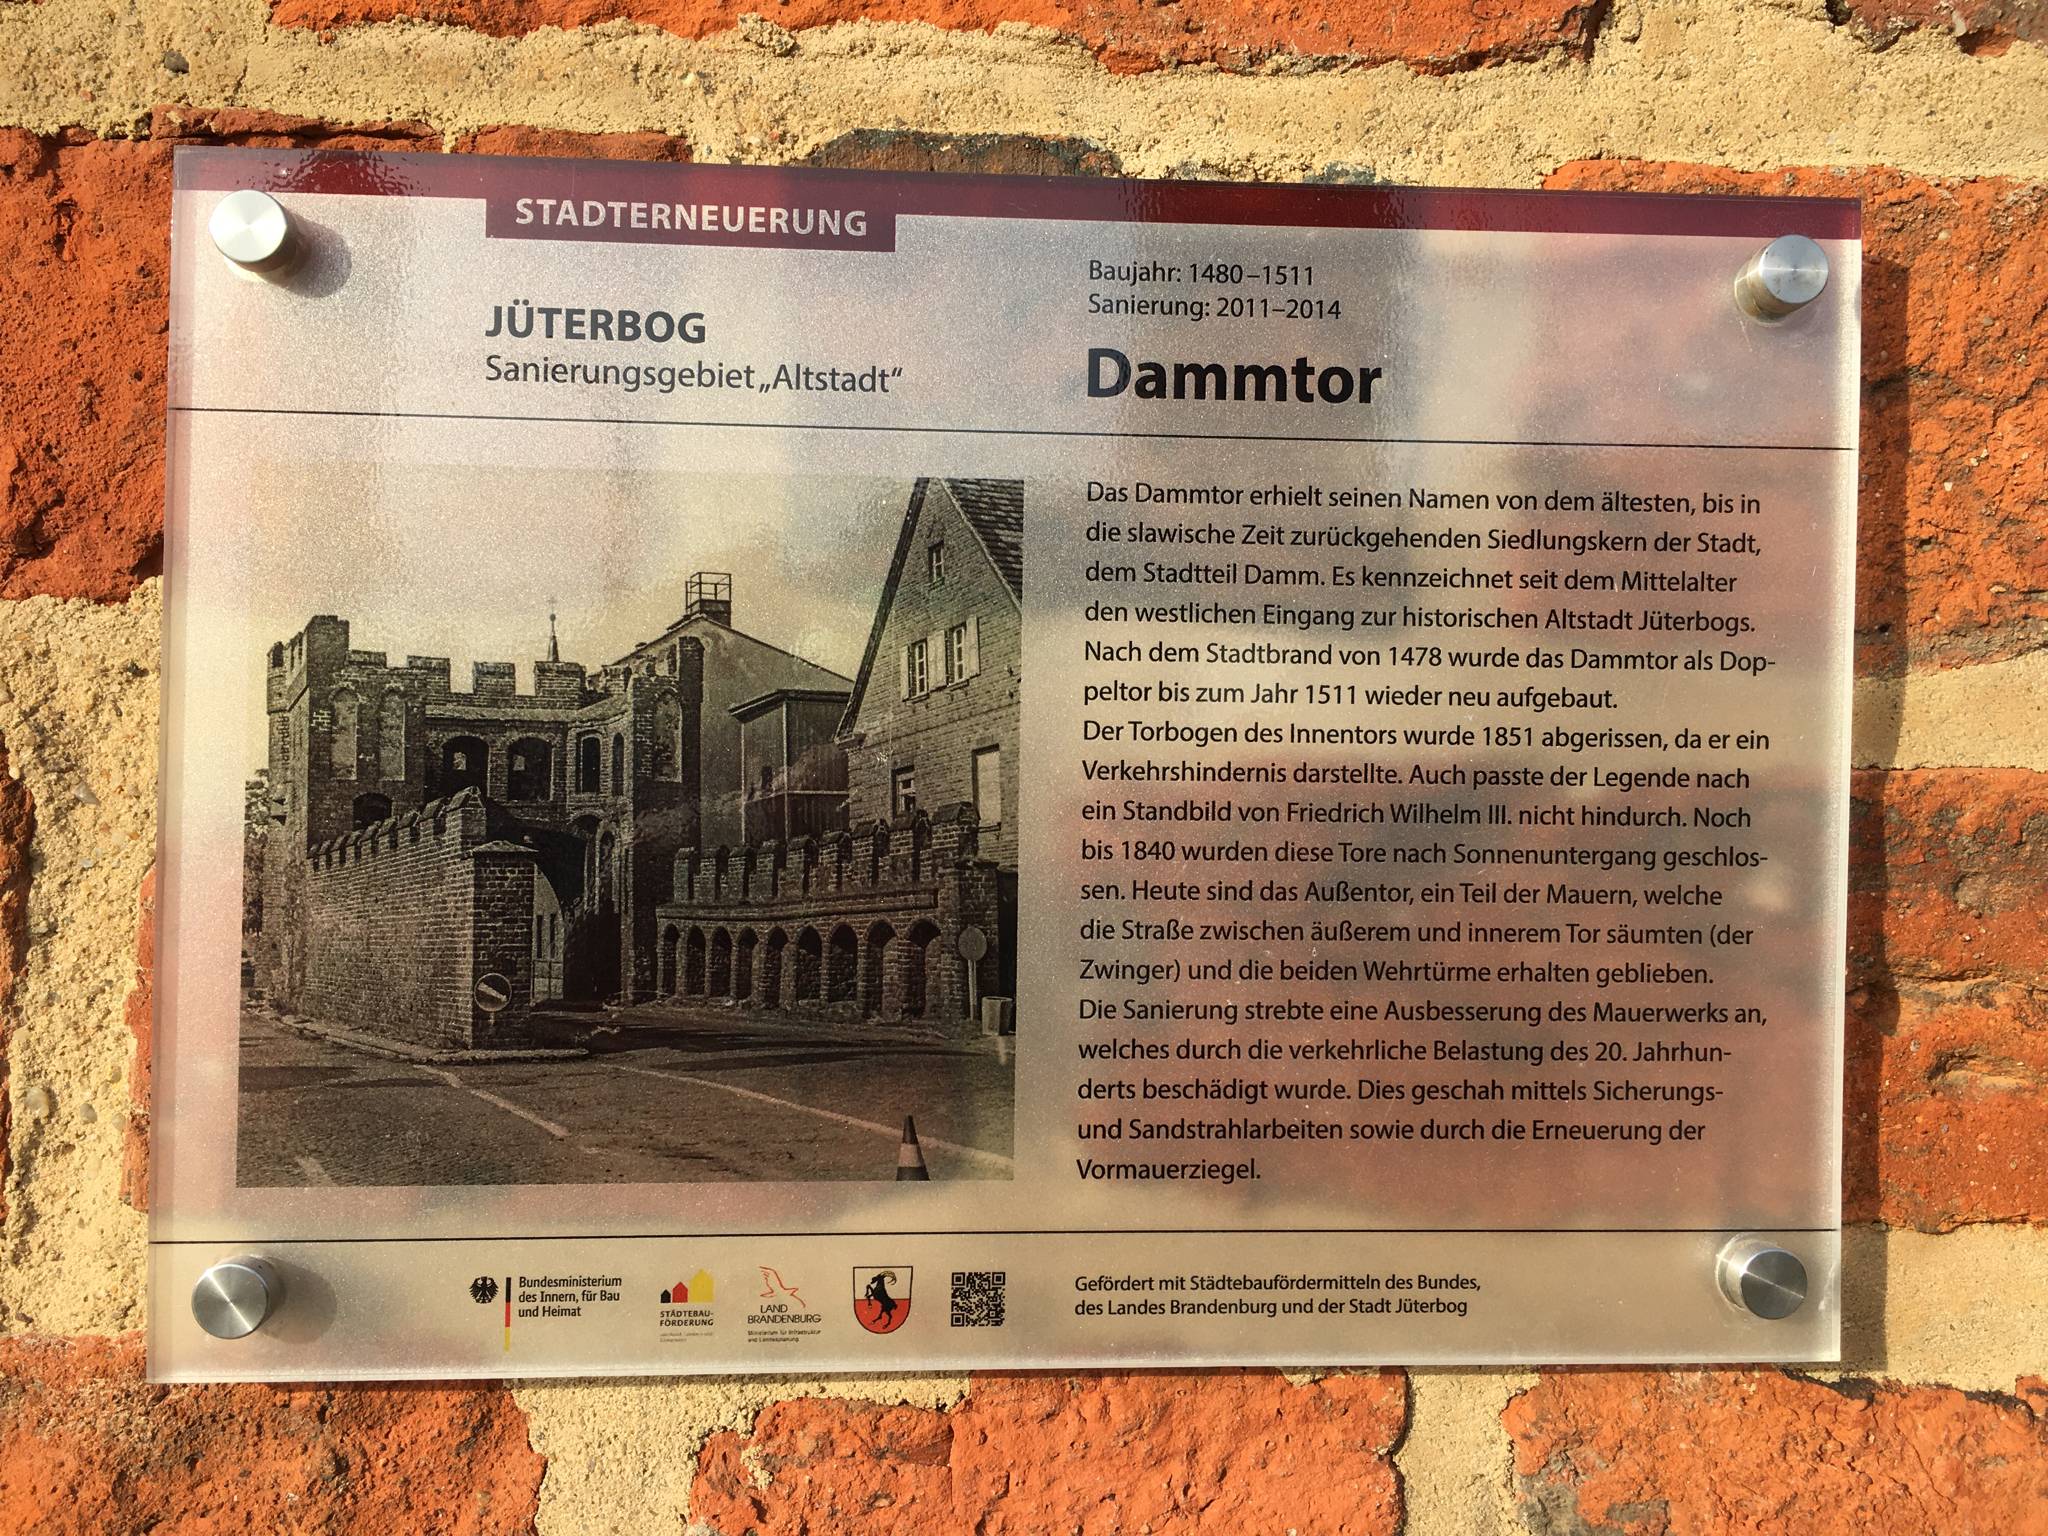 STADTERNEUERUNG
JÜTERBOG
Sanierungsgebiet „Altstadt“
Baujahr: 1480–1511
Sanierung: 2011–2014
Dammtor
Das Dammtor erhielt seinen Namen von dem ältesten, bis in
die slawische Zeit zurückgehenden Siedlungskern der Stadt,
dem Stadtteil Damm. Es kennzeichnet seit dem Mittelalter
den westlichen Eingang zur historischen Altstadt Jüterbogs.
Nach dem Stadtbrand von 1478 wurde das Dammtor als Dop-
peltor bis zum Jahr 1511 wieder neu aufgebaut.
Der Torbogen des Innentors wurde 1851 abgerissen, da er ein
Verkehrshindernis darstellte. Auch passte der Legende nach
ein Standbild von Friedrich Wilhelm III. nicht hindurch. Noch
bis 1840 wurden diese Tore nach Sonnenuntergang geschlos-
sen. Heute sind das Außentor, ein Teil der Mauern, welche
die Straße zwischen äußerem und innerem Tor säumten (der
Zwinger) und die beiden Wehrtürme erhalten geblieben.
Die Sanierung strebte eine Ausbesserung des Mauerwerks an,
welches durch die verkehrliche Belastung des 20. Jahrhun-
derts beschädigt wurde. Dies geschah mittels Sicherungs-
und Sandstrahlarbeiten sowie durch die Erneuerung der
Vormauerziegel.
Bundesministerium
des Innern, für Bau
und Heimat
STÄDTEBAU-
FÖRDERUNG
LAND
BRANDENBURG
Ministerium für Infrastruktur
und Landesplanung
Gefördert mit Städtebaufördermitteln des Bundes,
des Landes Brandenburg und der Stadt Jüterbog